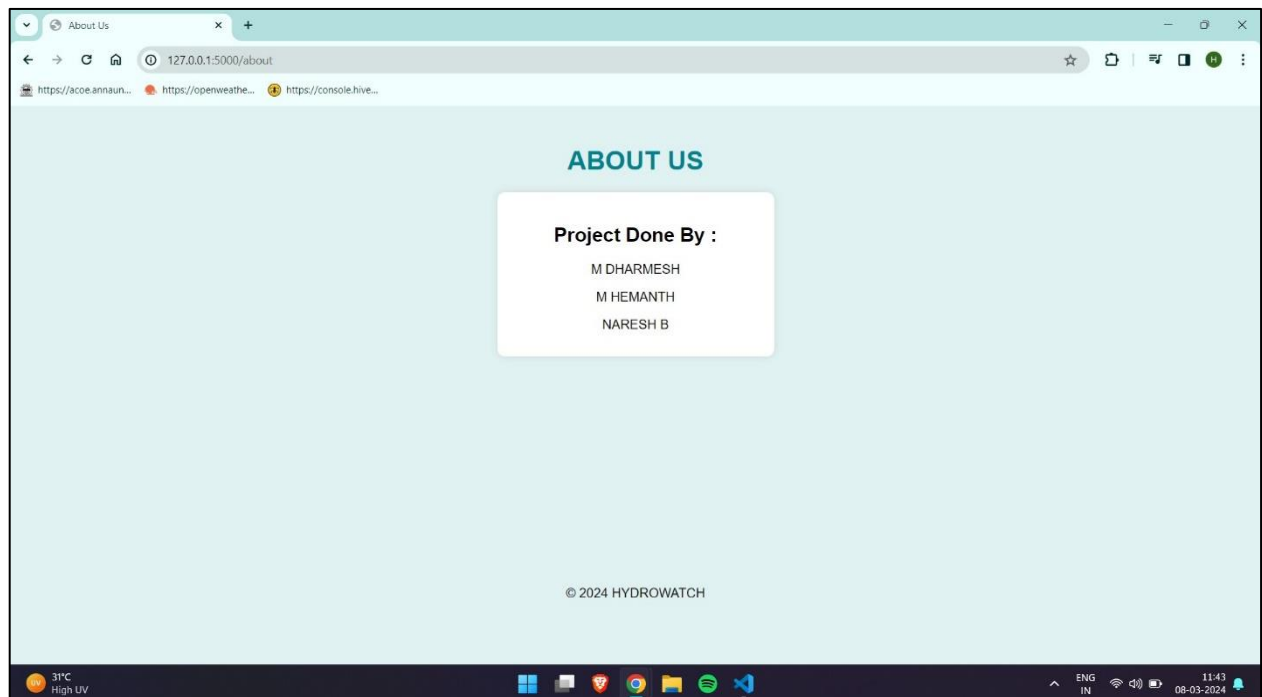 About Us
127.0.0.1:5000/about
H
https://acoe.annaun...
https://openweathe...
https://console.hive...
ABOUT US
Project Done By :
M DHARMESH
M HEMANTH
NARESH B
© 2024 HYDROWATCH
UV
31°C
High UV
ENG
IN
11:43
08-03-2024